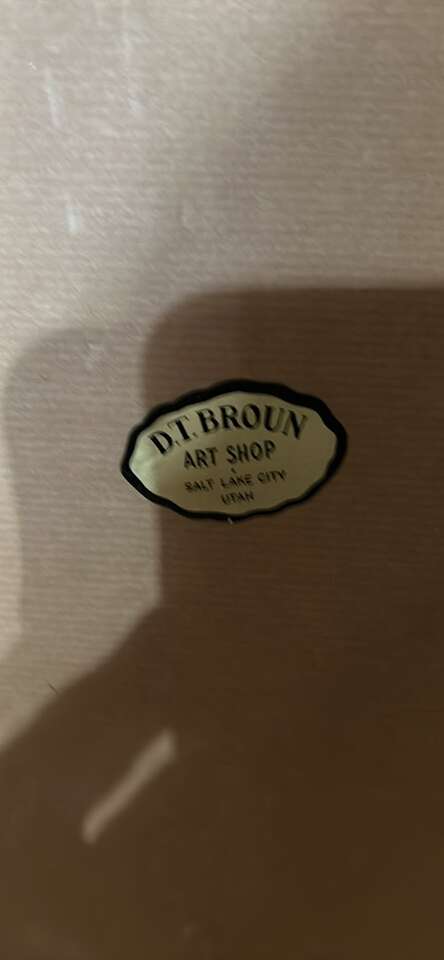 D.T. BROUN
ART SHOP
SALT LAKE CITY
UTAH